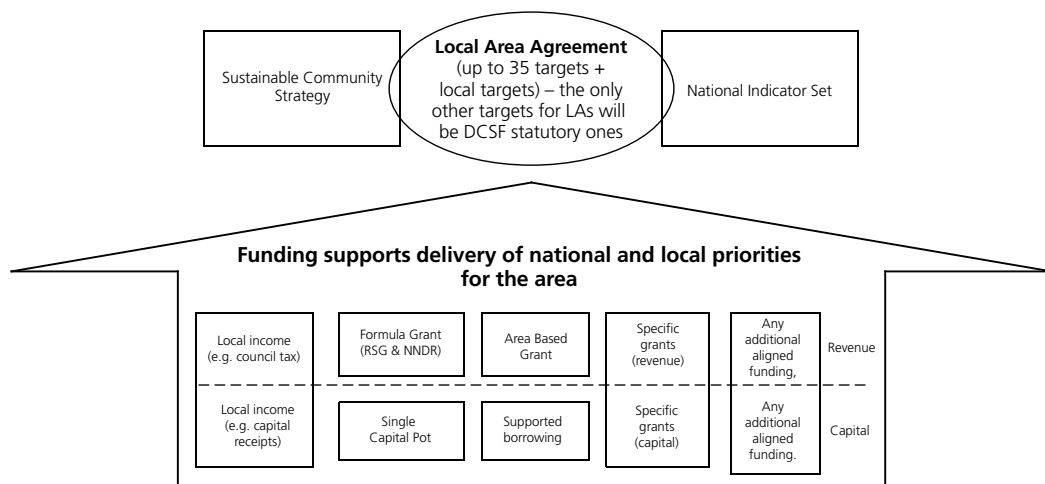 Sustainable Community
Strategy
Local Area Agreement
(up to 35 targets +
local targets) – the only
other targets for LAs will
be DCSF statutory ones
National Indicator Set
Funding supports delivery of national and local priorities
for the area
Local income
(e.g. council tax)
Formula Grant
(RSG & NNDR)
Area Based
Grant
Specific
grants
(revenue)
Any
additional
aligned
funding,
Revenue
Local income
(e.g. capital
receipts)
Single
Capital Pot
Supported
borrowing
Specific
grants
(capital)
Any
additional
aligned
funding.
Capital